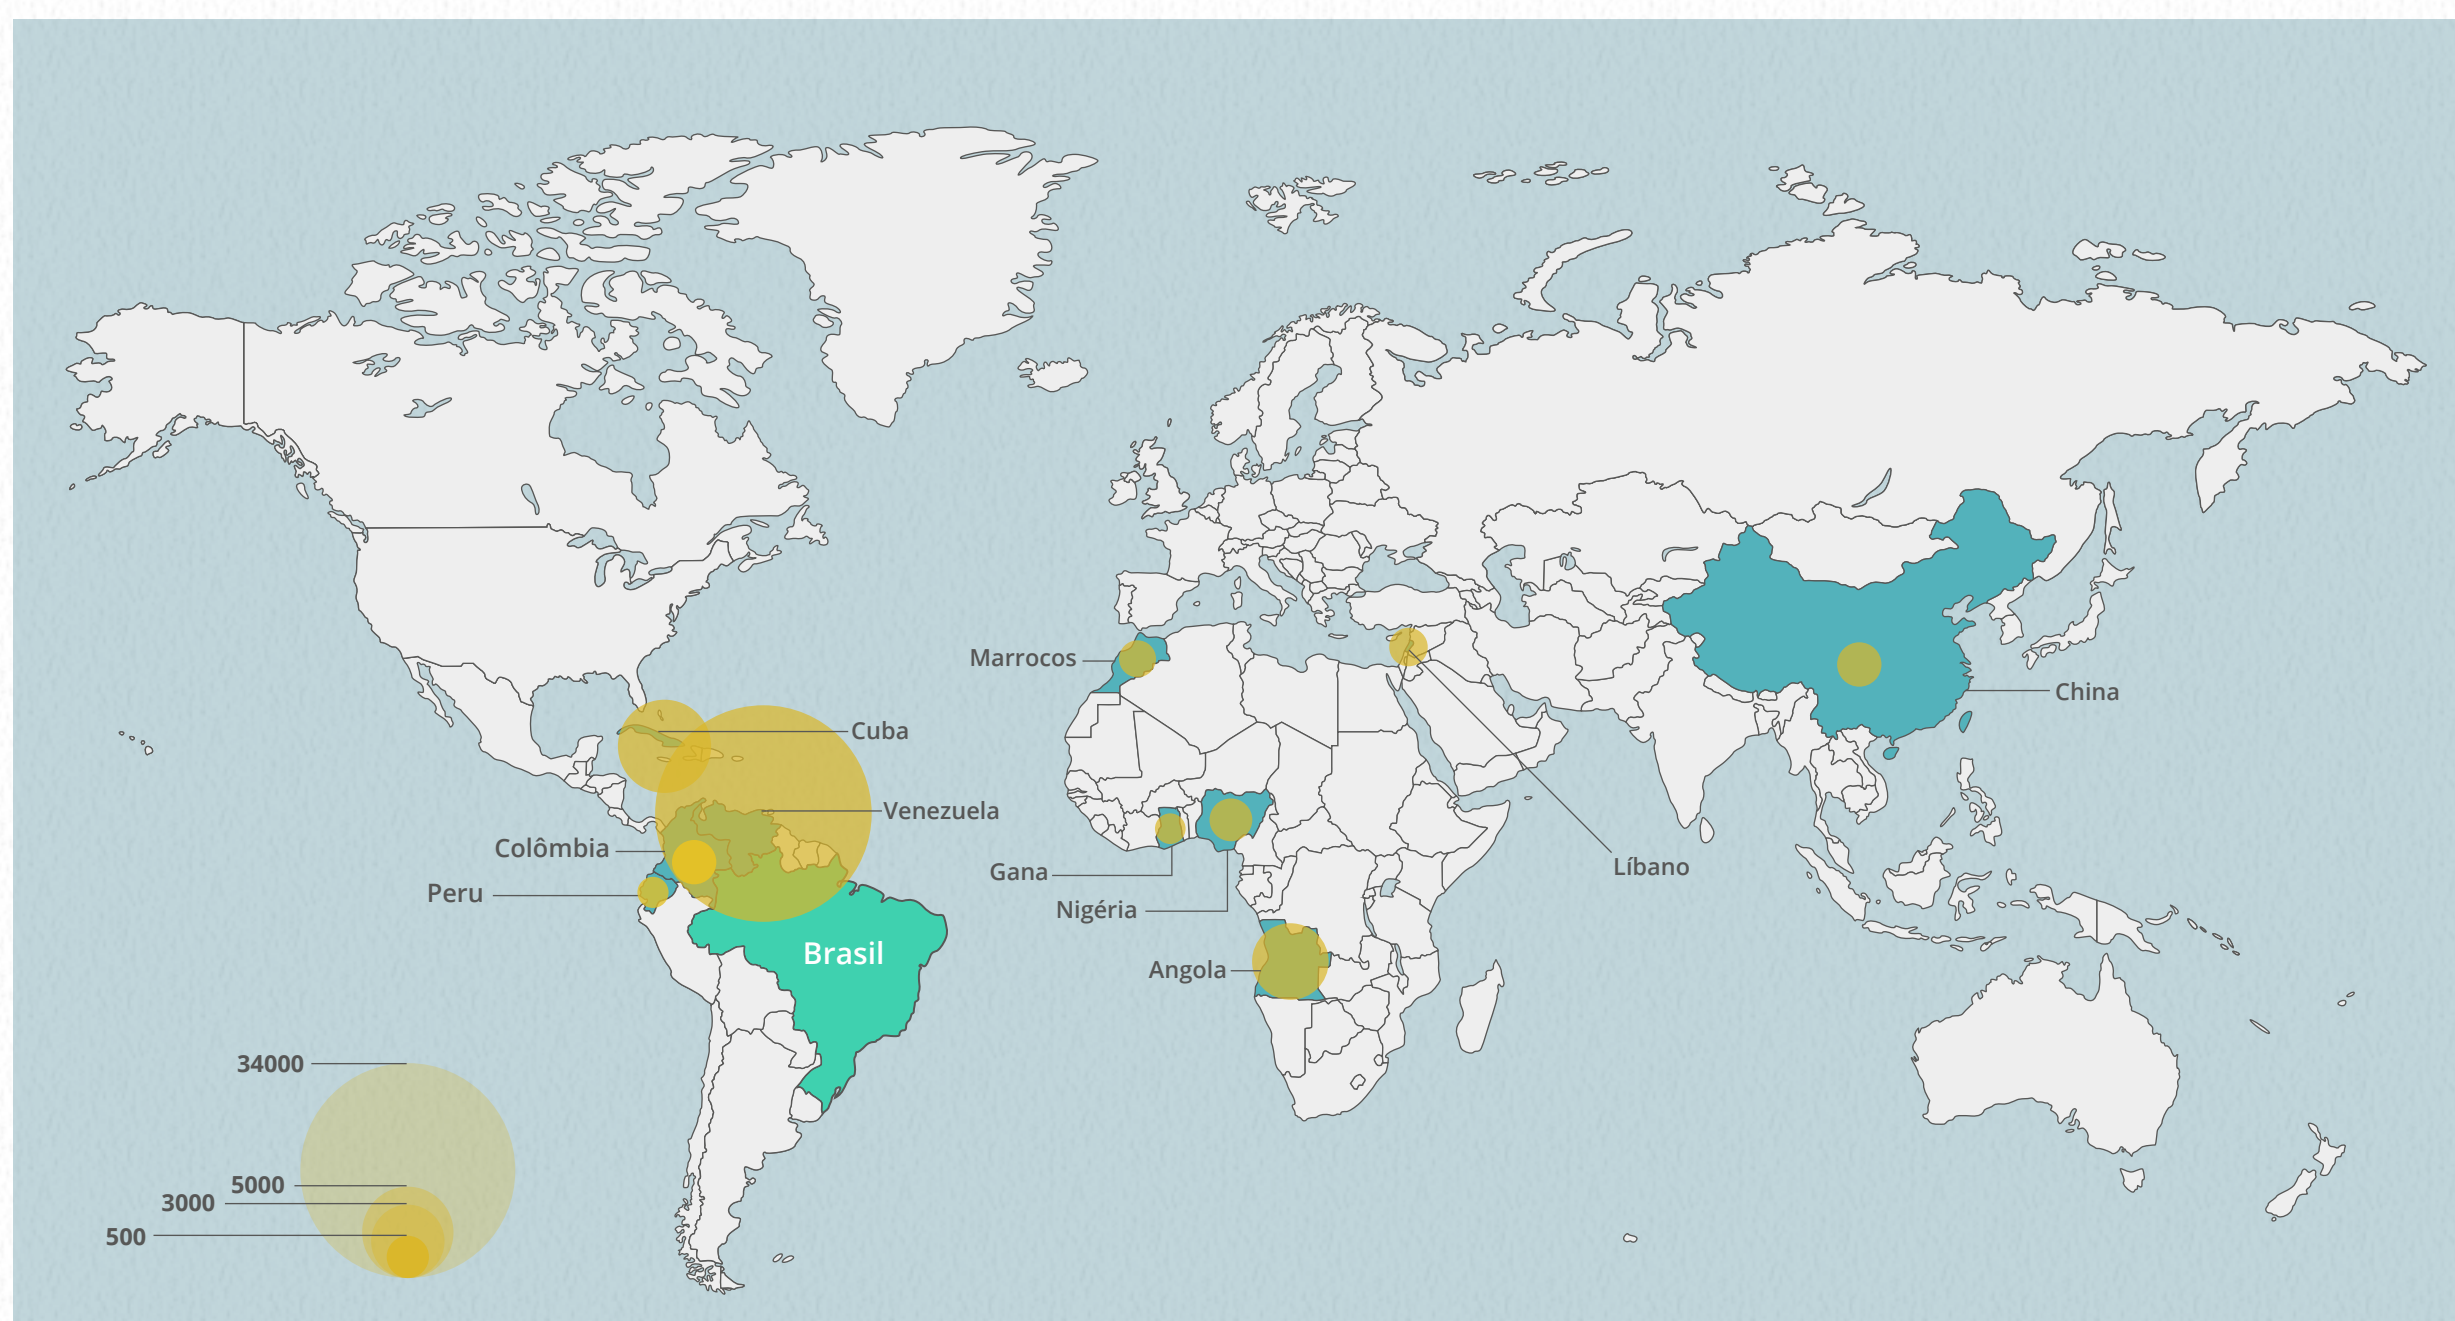 Marrocos
China
Cuba
Venezuela
Colômbia
Líbano
Gana
Peru
Nigéria
Brasil
Angola
34000
5000
3000
500